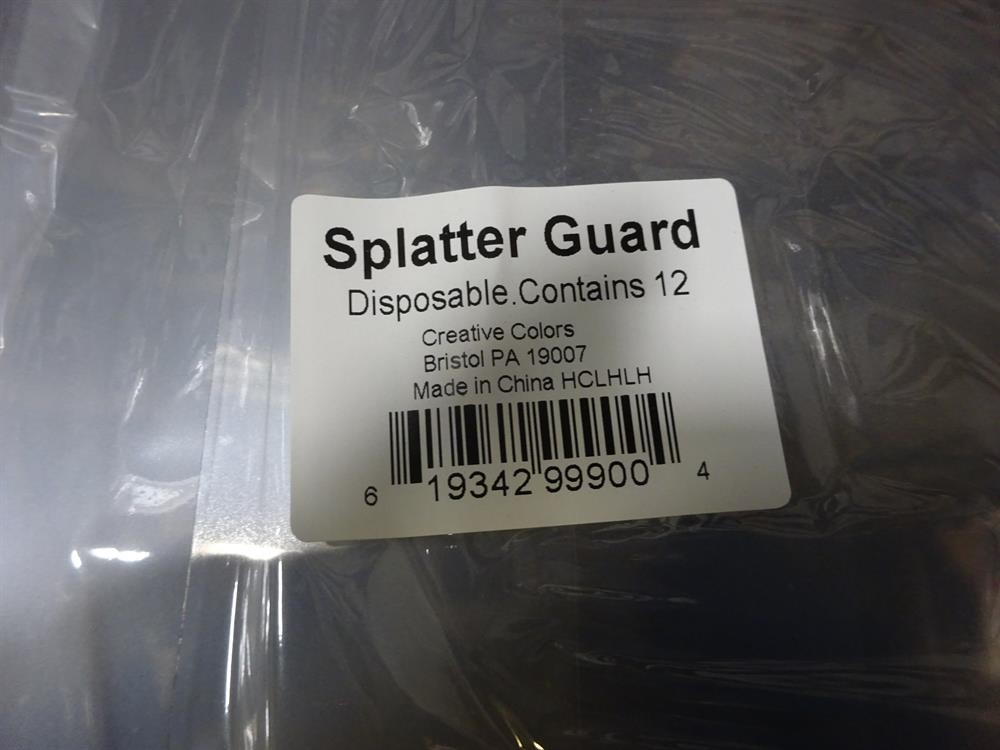 Splatter Guard
Disposable.Contains 12
Creative Colors
Bristol PA 19007
Made in China HCLHLH
6 19342 99900 4